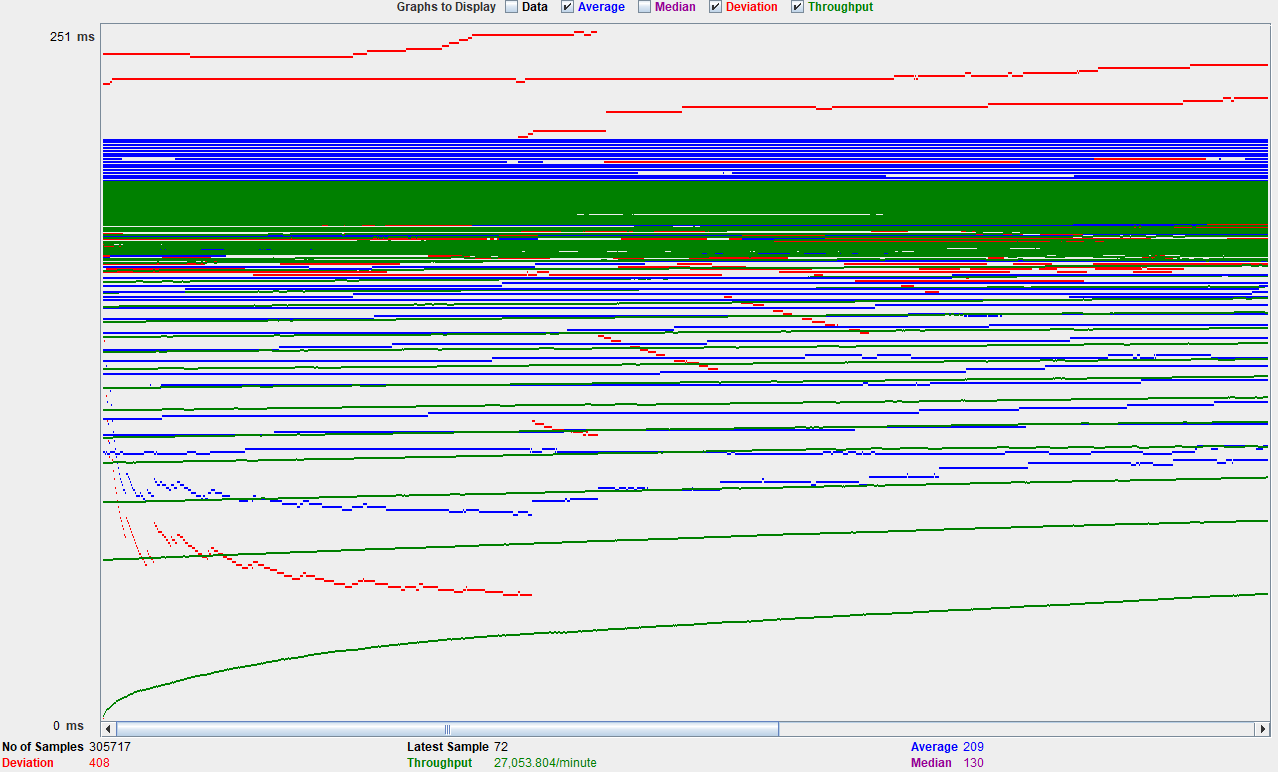 Graphs to Display Data Average Median Deviation Throughput
251 ms
0 ms
No of Samples 305717 Latest Sample 72 Average 209
Deviation 408 Throughput 27,053.804/minute Median 130